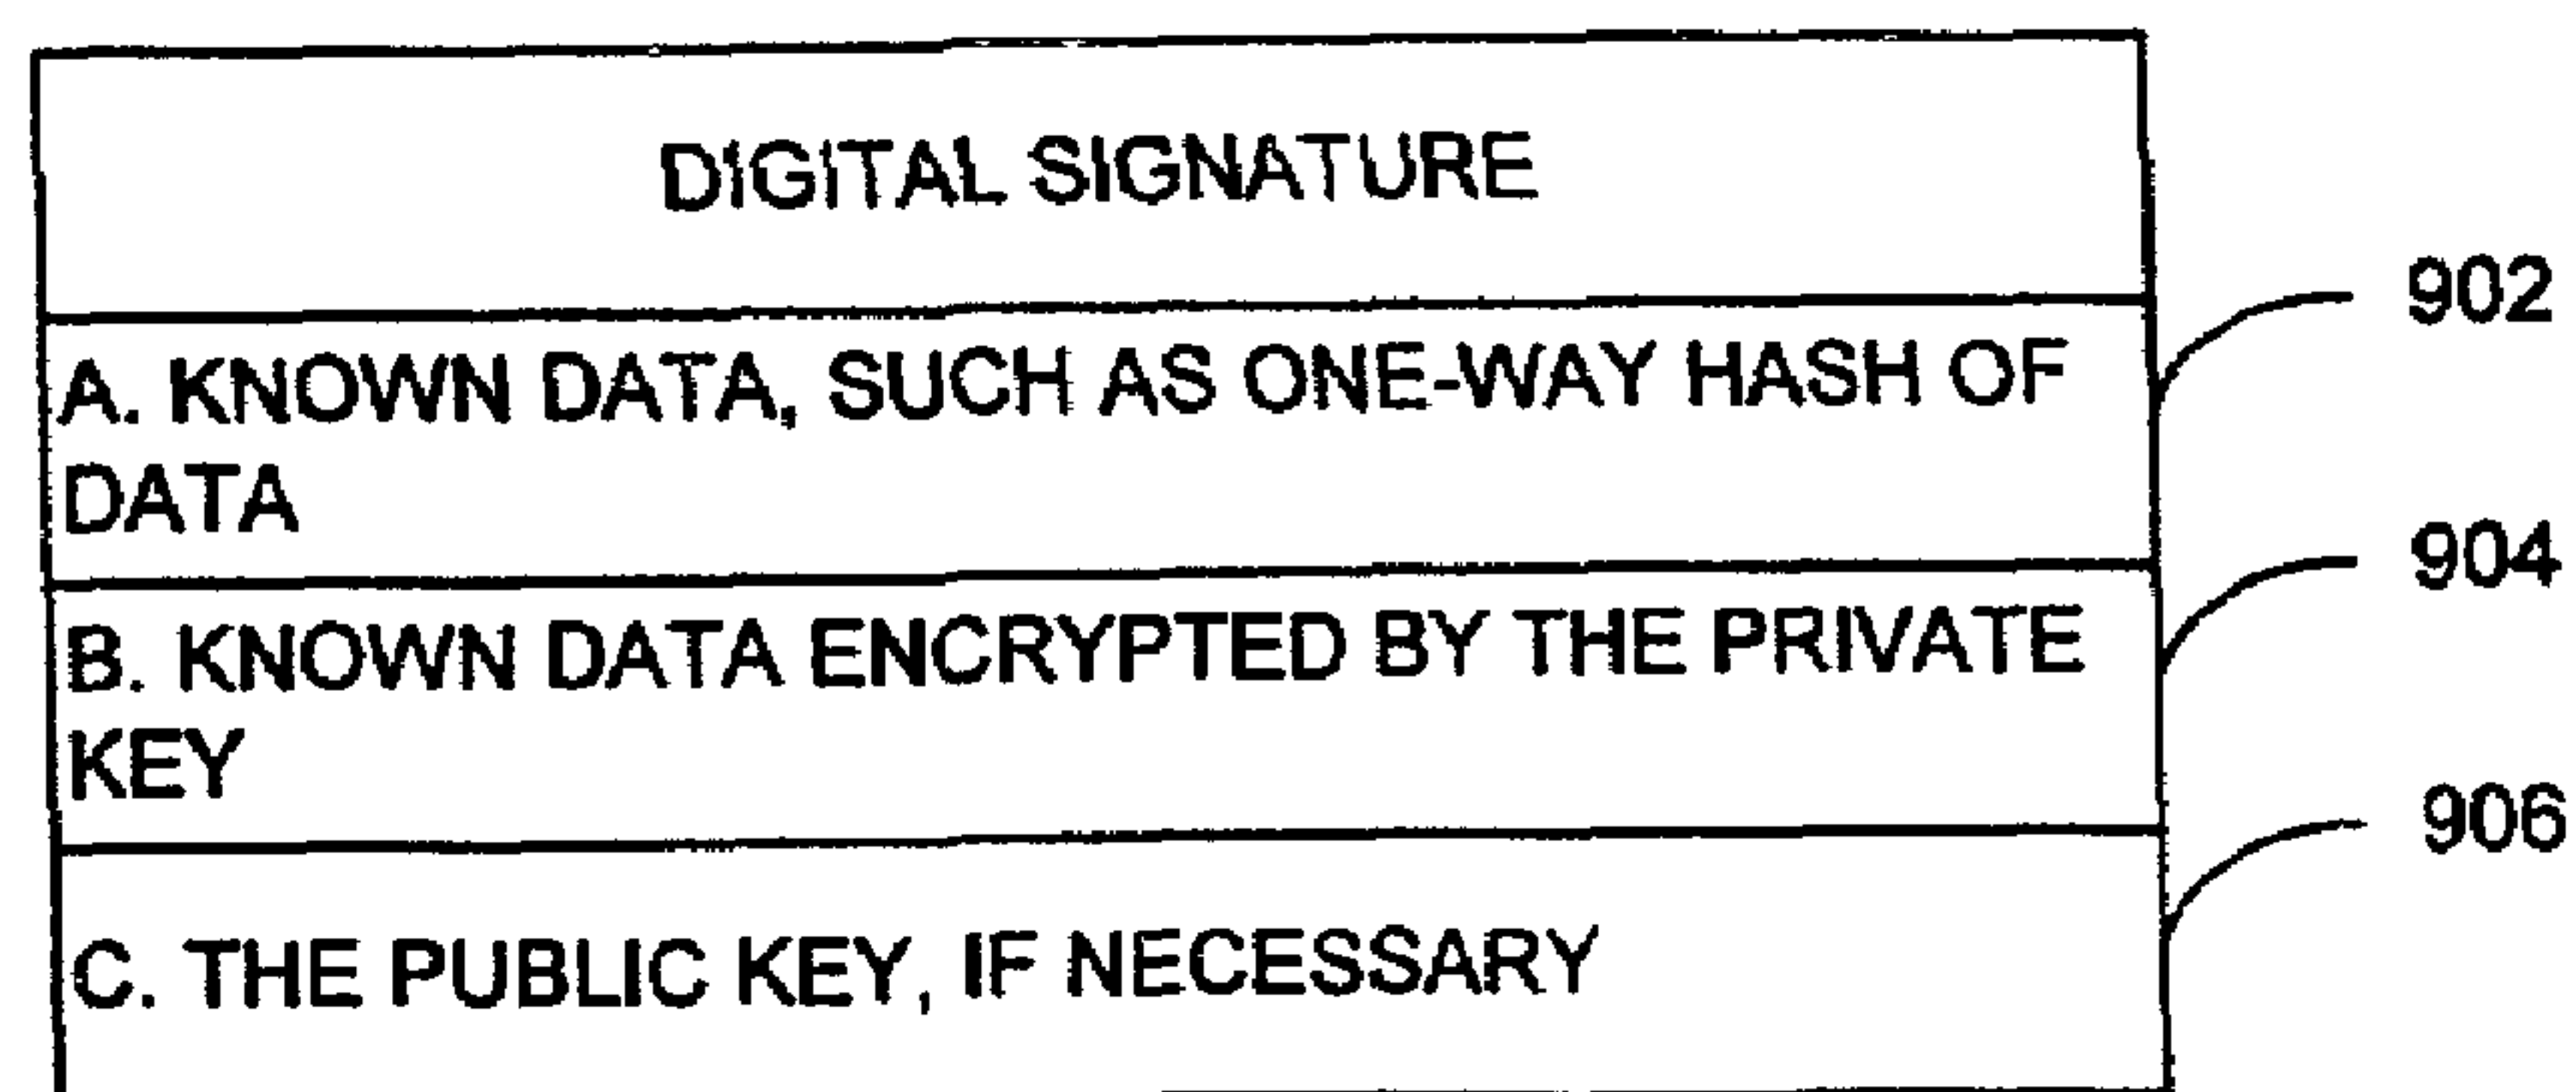 DIGITAL SIGNATURE
902
A. KNOWN DATA, SUCH AS ONE-WAY HASH OF
DATA
904
B. KNOWN DATA ENCRYPTED BY THE PRIVATE
KEY
906
C. THE PUBLIC KEY, IF NECESSARY